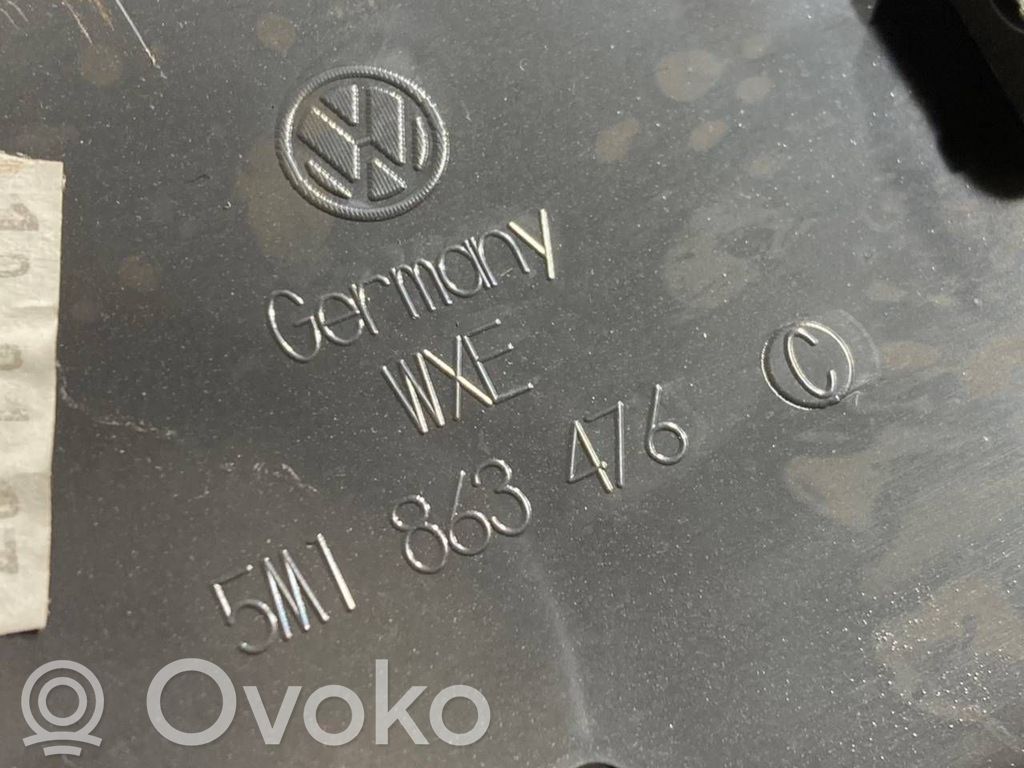 Germany
WXE
5M1 863 476 C
Ovoko